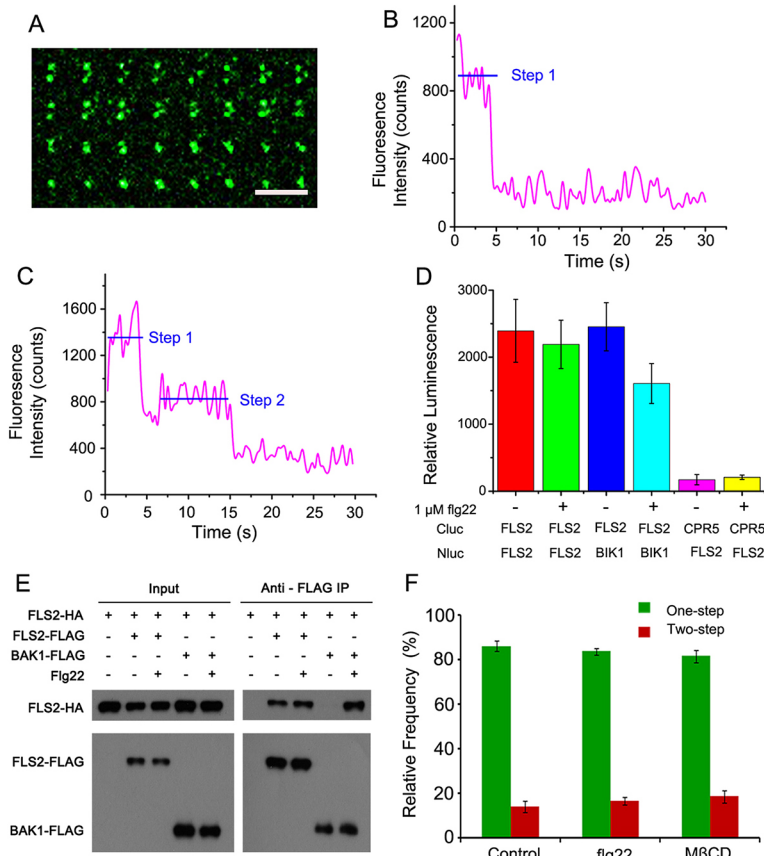 A
B
1200
800
400
0
Fluoresence
Intensity (counts)
Step 1
0 5 10 15 20 25 30
Time (s)
C
1600
1200
800
400
0
Fluoresence
Intensity (counts)
Step 1
Step 2
0 5 10 15 20 25 30
Time (s)
D
3000
2000
1000
0
Relative Luminescence
1 μM flg22 - + - + - +
Cluc FLS2 FLS2 FLS2 FLS2 CPR5 CPR5
Nluc FLS2 FLS2 BIK1 BIK1 FLS2 FLS2
E
Input Anti - FLAG IP
FLS2-HA + + + + + + + + + +
FLS2-FLAG - + + - - - + + - -
BAK1-FLAG - - - + + - - - + +
Flg22 - - + - + - - + - +
FLS2-HA
FLS2-FLAG
BAK1-FLAG
F
100
80
60
40
20
0
Relative Frequency (%)
One-step
Two-step
Control flg22 MβCD